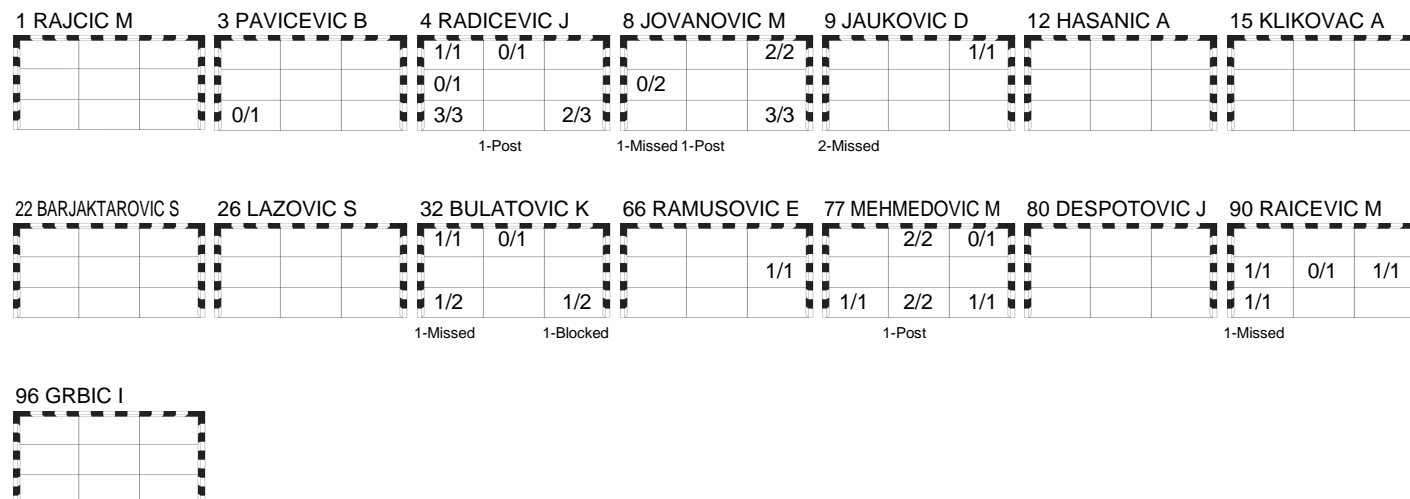 1 RAJCIC M 3 PAVICEVIC B 4 RADICEVIC J 8 JOVANOVIC M 9 JAUKOVIC D 12 HASANIC A 15 KLIKOVAC A
1/1 0/1 2/2 1/1
0/1 0/2
0/1 3/3 2/3 3/3
1-Post 1-Missed 1-Post 2-Missed
22 BARJAKTAROVIC S 26 LAZOVIC S 32 BULATOVIC K 66 RAMUSOVIC E 77 MEHMEDOVIC M 80 DESPOTOVIC J 90 RAICEVIC M
1/1 0/1 2/2 0/1
1/1 1/1 0/1 1/1
1/2 1/2 1/1 2/2 1/1 1/1
1-Missed 1-Blocked 1-Post 1-Missed
96 GRBIC I